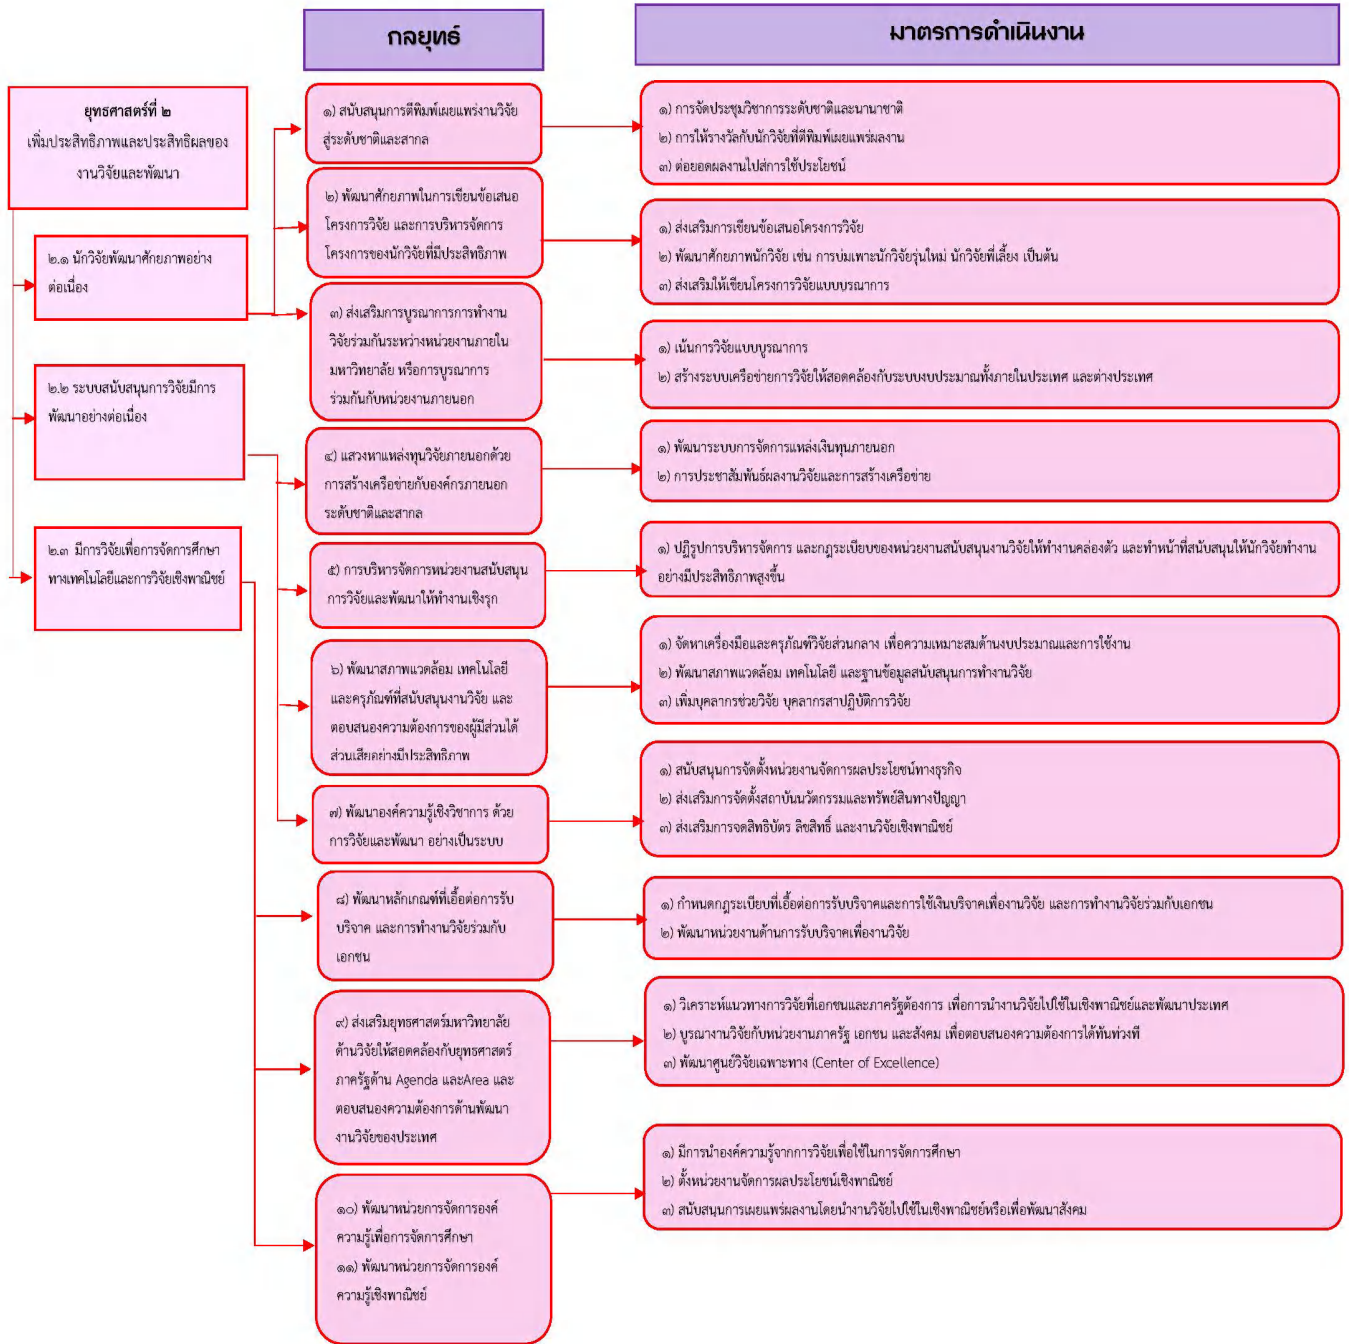 กลยุทธ์
มาตรการดำเนินงาน
ยุทธศาสตร์ที่ ๒
เพิ่มประสิทธิภาพและประสิทธิผลของ
งานวิจัยและพัฒนา
๒.๑ นักวิจัยพัฒนาศักยภาพอย่าง
ต่อเนื่อง
๒.๒ ระบบสนับสนุนการวิจัยมีการ
พัฒนาอย่างต่อเนื่อง
๒.๓ มีการวิจัยเพื่อการจัดการศึกษา
ทางเทคโนโลยีและการวิจัยเชิงพาณิชย์
๑) สนับสนุนการตีพิมพ์เผยแพร่งานวิจัย
สู่ระดับชาติและสากล
๑) การจัดประชุมวิชาการระดับชาติและนานาชาติ
๒) การให้รางวัลกับนักวิจัยที่ตีพิมพ์เผยแพร่ผลงาน
๓) ต่อยอดผลงานไปสู่การใช้ประโยชน์
๒) พัฒนาศักยภาพในการเขียนข้อเสนอ
โครงการวิจัย และการบริหารจัดการ
โครงการของนักวิจัยที่มีประสิทธิภาพ
๑) ส่งเสริมการเขียนข้อเสนอโครงการวิจัย
๒) พัฒนาศักยภาพนักวิจัย เช่น การบ่มเพาะนักวิจัยรุ่นใหม่ นักวิจัยพี่เลี้ยง เป็นต้น
๓) ส่งเสริมให้เขียนโครงการวิจัยแบบบูรณาการ
๓) ส่งเสริมการบูรณาการการทำงาน
วิจัยร่วมกันระหว่างหน่วยงานภายใน
มหาวิทยาลัย หรือการบูรณาการ
ร่วมกันกับหน่วยงานภายนอก
๑) เน้นการวิจัยแบบบูรณาการ
๒) สร้างระบบเครือข่ายการวิจัยให้สอดคล้องกับระบบงบประมาณทั้งภายในประเทศ และต่างประเทศ
๔) แสวงหาแหล่งทุนวิจัยภายนอกด้วย
การสร้างเครือข่ายกับองค์กรภายนอก
ระดับชาติและสากล
๑) พัฒนาระบบการจัดการแหล่งเงินทุนภายนอก
๒) การประชาสัมพันธ์ผลงานวิจัยและการสร้างเครือข่าย
๕) การบริหารจัดการหน่วยงานสนับสนุน
การวิจัยและพัฒนาให้ทำงานเชิงรุก
๑) ปฏิรูปการบริหารจัดการ และกฎระเบียบของหน่วยงานสนับสนุนงานวิจัยให้ทำงานคล่องตัว และทำหน้าที่สนับสนุนให้นักวิจัยทำงาน
อย่างมีประสิทธิภาพสูงขึ้น
๖) พัฒนาสภาพแวดล้อม เทคโนโลยี
และครุภัณฑ์ที่สนับสนุนงานวิจัย และ
ตอบสนองความต้องการของผู้มีส่วนได้
ส่วนเสียอย่างมีประสิทธิภาพ
๑) จัดหาเครื่องมือและครุภัณฑ์วิจัยส่วนกลาง เพื่อความเหมาะสมด้านงบประมาณและการใช้งาน
๒) พัฒนาสภาพแวดล้อม เทคโนโลยี และฐานข้อมูลสนับสนุนการทำงานวิจัย
๓) เพิ่มบุคลากรช่วยวิจัย บุคลากรสาปฏิบัติการวิจัย
๗) พัฒนาองค์ความรู้เชิงวิชาการ ด้วย
การวิจัยและพัฒนา อย่างเป็นระบบ
๑) สนับสนุนการจัดตั้งหน่วยงานจัดการผลประโยชน์ทางธุรกิจ
๒) ส่งเสริมการจัดตั้งสถาบันนวัตกรรมและทรัพย์สินทางปัญญา
๓) ส่งเสริมการจดสิทธิบัตร ลิขสิทธิ์ และงานวิจัยเชิงพาณิชย์
๘) พัฒนาหลักเกณฑ์ที่เอื้อต่อการรับ
บริจาค และการทำงานวิจัยร่วมกับ
เอกชน
๑) กำหนดกฎระเบียบที่เอื้อต่อการรับบริจาคและการใช้เงินบริจาคเพื่องานวิจัย และการทำงานวิจัยร่วมกับเอกชน
๒) พัฒนาหน่วยงานด้านการรับบริจาคเพื่องานวิจัย
๙) ส่งเสริมยุทธศาสตร์มหาวิทยาลัย
ด้านวิจัยให้สอดคล้องกับยุทธศาสตร์
ภาครัฐด้าน Agenda และArea และ
ตอบสนองความต้องการด้านพัฒนา
งานวิจัยของประเทศ
๑) วิเคราะห์แนวทางการวิจัยที่เอกชนและภาครัฐต้องการ เพื่อการนำงานวิจัยไปใช้ในเชิงพาณิชย์และพัฒนาประเทศ
๒) บูรณางานวิจัยกับหน่วยงานภาครัฐ เอกชน และสังคม เพื่อตอบสนองความต้องการได้ทันท่วงที
๓) พัฒนาศูนย์วิจัยเฉพาะทาง (Center of Excellence)
๑๐) พัฒนาหน่วยการจัดการองค์
ความรู้เพื่อการจัดการศึกษา
๑๑) พัฒนาหน่วยการจัดการองค์
ความรู้เชิงพาณิชย์
๑) มีการนำองค์ความรู้จากการวิจัยเพื่อใช้ในการจัดการศึกษา
๒) ตั้งหน่วยงานจัดการผลประโยชน์เชิงพาณิชย์
๓) สนับสนุนการเผยแพร่ผลงานโดยนำงานวิจัยไปใช้ในเชิงพาณิชย์หรือเพื่อพัฒนาสังคม